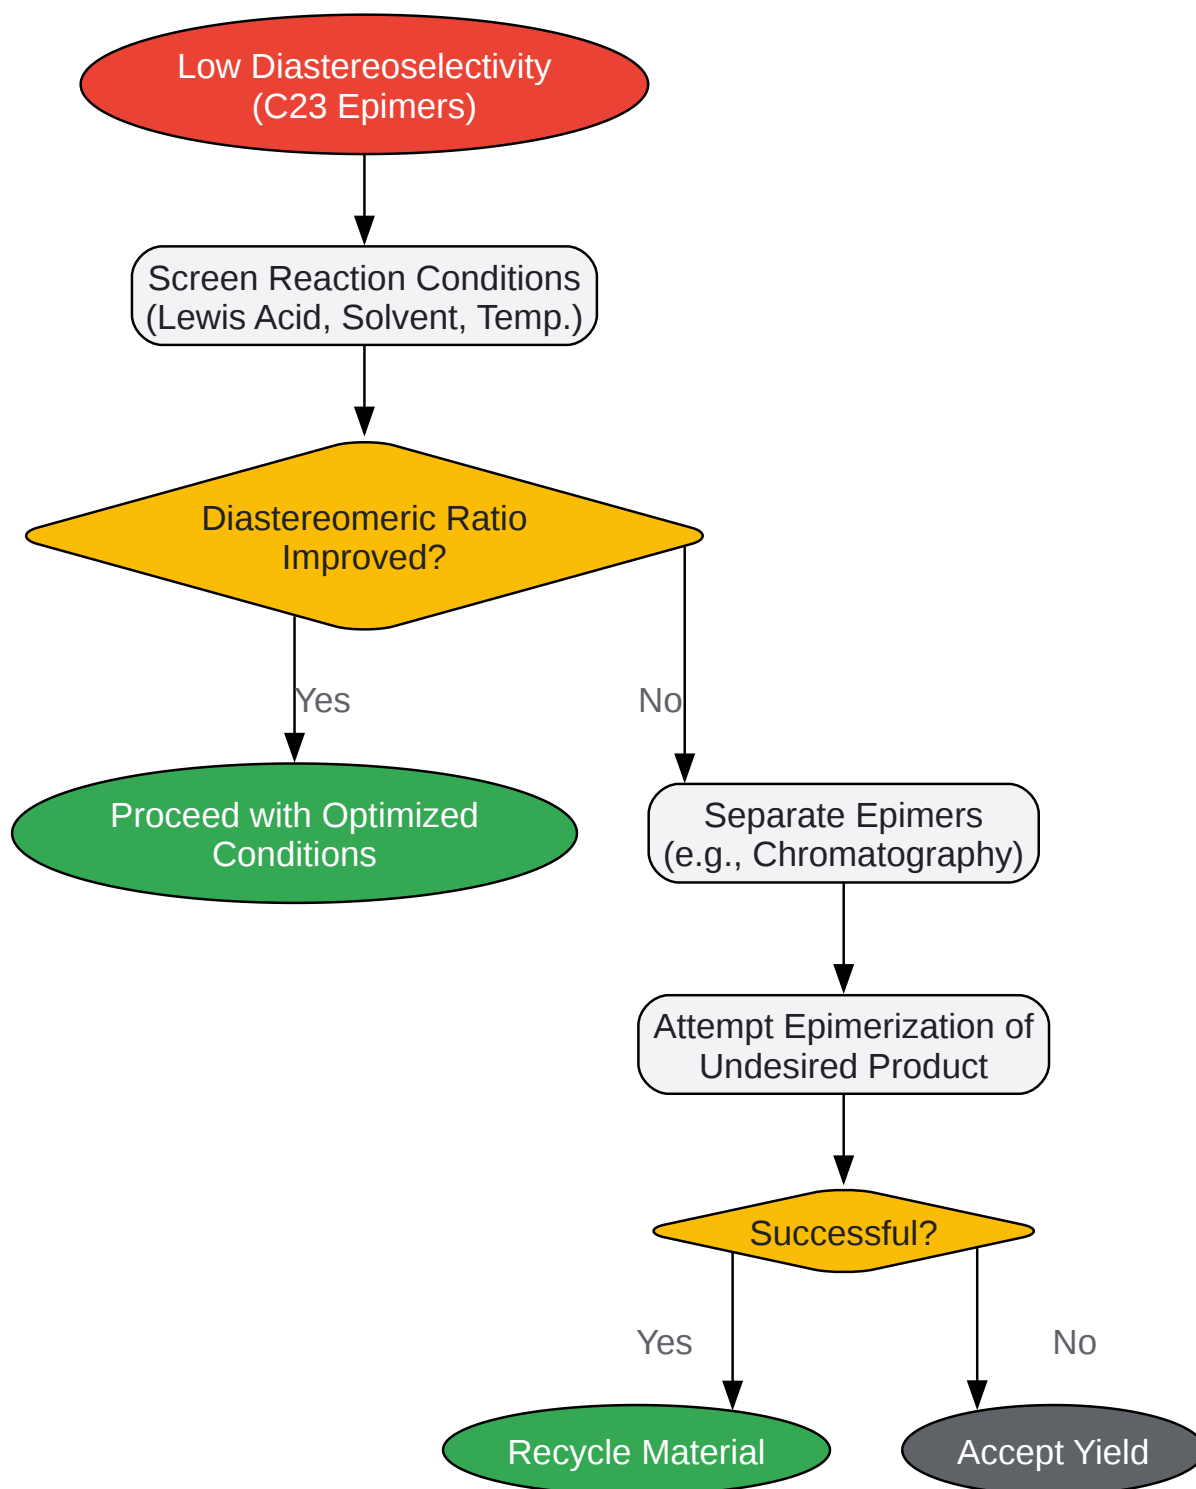 Low Diastereoselectivity
(C23 Epimers)
Screen Reaction Conditions
(Lewis Acid, Solvent, Temp.)
Diastereomeric Ratio
Improved?
Yes
No
Proceed with Optimized
Conditions
Separate Epimers
(e.g., Chromatography)
Attempt Epimerization of
Undesired Product
Successful?
Yes
No
Recycle Material
Accept Yield